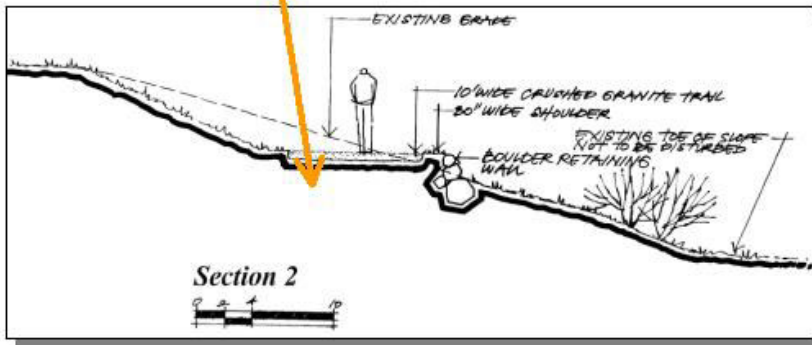 EXISTING GRADE
10' WIDE CRUSHED GRANITE TRAIL
30" WIDE SHOULDER
EXISTING TOE OF SLOPE
NOT TO BE DISTURBED
BOULDER RETAINING
WALL
Section 2
0 2 4 10